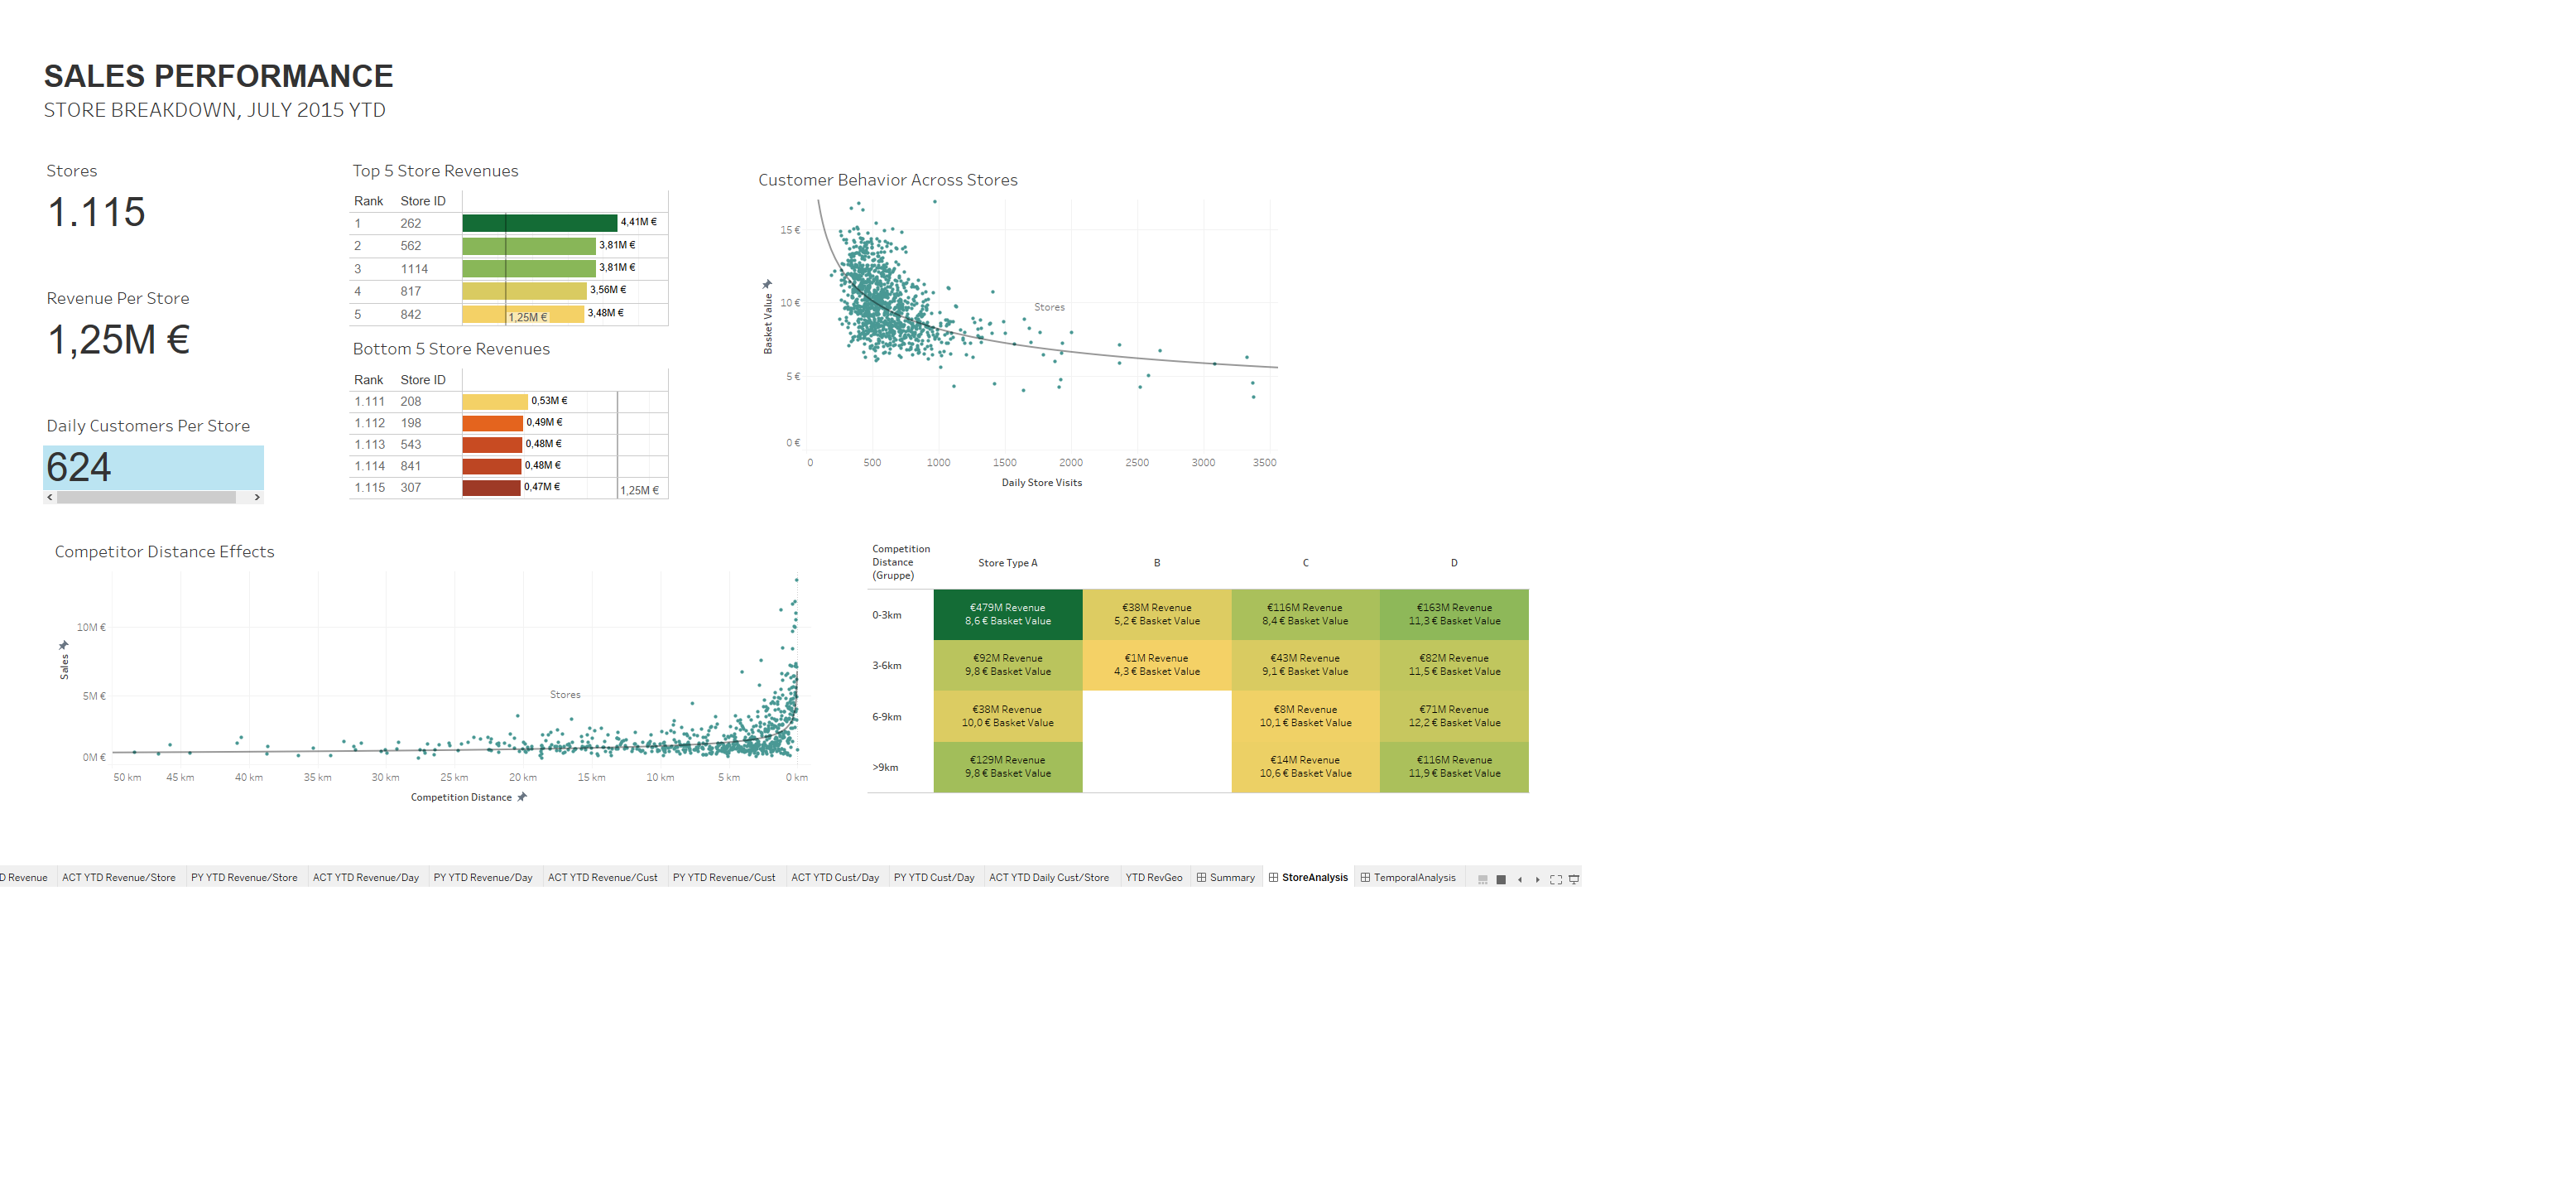 SALES PERFORMANCE
STORE BREAKDOWN, JULY 2015 YTD
Stores
1.115
Revenue Per Store
1,25M €
Daily Customers Per Store
624
Top 5 Store Revenues
Rank Store ID
1 262 4,41M €
2 562 3,81M €
3 1114 3,81M €
4 817 3,56M €
5 842 3,48M €
1,25M €
Bottom 5 Store Revenues
Rank Store ID
1.111 208 0,53M €
1.112 198 0,49M €
1.113 543 0,48M €
1.114 841 0,48M €
1.115 307 0,47M €
1,25M €
Customer Behavior Across Stores
Basket Value
15 €
10 €
5 €
0 €
Stores
0 500 1000 1500 2000 2500 3000 3500
Daily Store Visits
Competitor Distance Effects
Sales
10M €
5M €
0M €
Stores
50 km 45 km 40 km 35 km 30 km 25 km 20 km 15 km 10 km 5 km 0 km
Competition Distance
Competition
Distance
(Gruppe)
Store Type A B C D
0-3km
€479M Revenue €38M Revenue €116M Revenue €163M Revenue
8,6 € Basket Value 5,2 € Basket Value 8,4 € Basket Value 11,3 € Basket Value
3-6km
€92M Revenue €1M Revenue €43M Revenue €82M Revenue
9,8 € Basket Value 4,3 € Basket Value 9,1 € Basket Value 11,5 € Basket Value
6-9km
€38M Revenue €8M Revenue €71M Revenue
10,0 € Basket Value 10,1 € Basket Value 12,2 € Basket Value
>9km
€129M Revenue €14M Revenue €116M Revenue
9,8 € Basket Value 10,6 € Basket Value 11,9 € Basket Value
D Revenue ACT YTD Revenue/Store PY YTD Revenue/Store ACT YTD Revenue/Day PY YTD Revenue/Day ACT YTD Revenue/Cust PY YTD Revenue/Cust ACT YTD Cust/Day PY YTD Cust/Day ACT YTD Daily Cust/Store YTD RevGeo Summary StoreAnalysis TemporalAnalysis